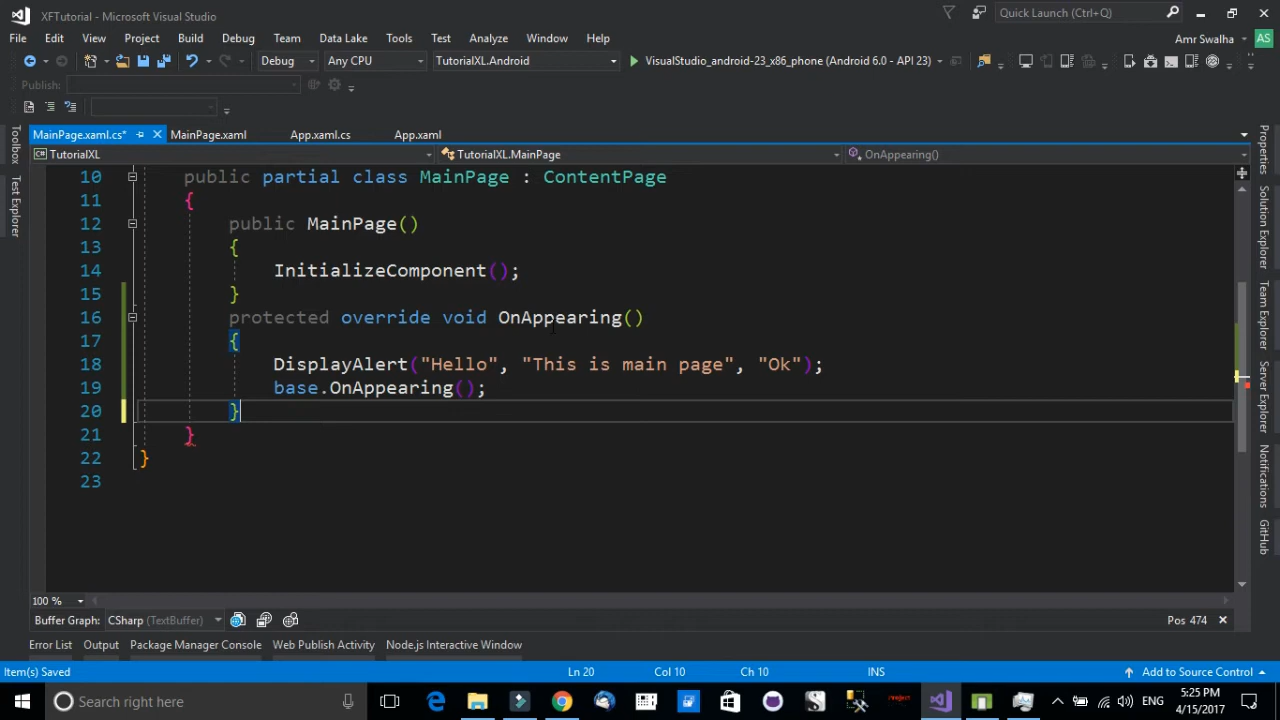 XFTutorial - Microsoft Visual Studio
Quick Launch (Ctrl+Q)
File Edit View Project Build Debug Team Data Lake Tools Test Analyze Window Help
Amr Swalha AS
Debug Any CPU TutorialXL.Android VisualStudio_android-23_x86_phone (Android 6.0 - API 23)
Publish:
MainPage.xaml.cs* MainPage.xaml App.xaml.cs App.xaml
TutorialXL TutorialXL.MainPage OnAppearing()
Toolbox
Test Explorer
10 public partial class MainPage : ContentPage
11 {
12 public MainPage()
13 {
14 InitializeComponent();
15 }
16 protected override void OnAppearing()
17 {
18 DisplayAlert("Hello", "This is main page", "Ok");
19 base.OnAppearing();
20 }
21 }
22 }
23
Properties
Solution Explorer
Team Explorer
Server Explorer
Notifications
GitHub
100 %
Buffer Graph: CSharp (TextBuffer) Pos 474
Error List Output Package Manager Console Web Publish Activity Node.js Interactive Window
Item(s) Saved Ln 20 Col 10 Ch 10 INS Add to Source Control
Search right here
ENG
5:25 PM
4/15/2017